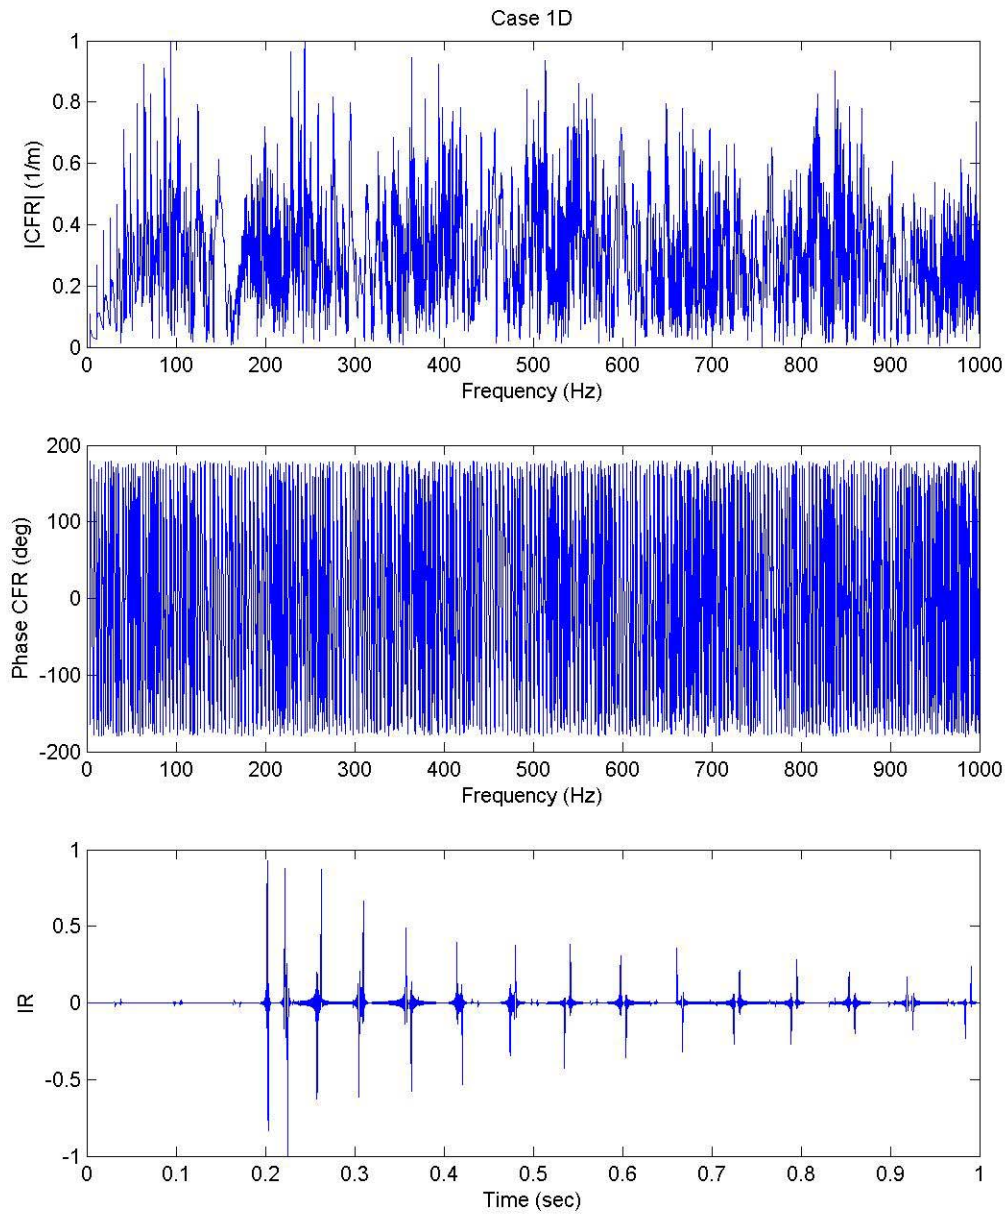 Case 1D
|CFR| (1/m)
1
0.8
0.6
0.4
0.2
0
0 100 200 300 400 500 600 700 800 900 1000
Frequency (Hz)
Phase CFR (deg)
200
100
0
-100
-200
0 100 200 300 400 500 600 700 800 900 1000
Frequency (Hz)
IR
1
0.5
0
-0.5
-1
0 0.1 0.2 0.3 0.4 0.5 0.6 0.7 0.8 0.9 1
Time (sec)